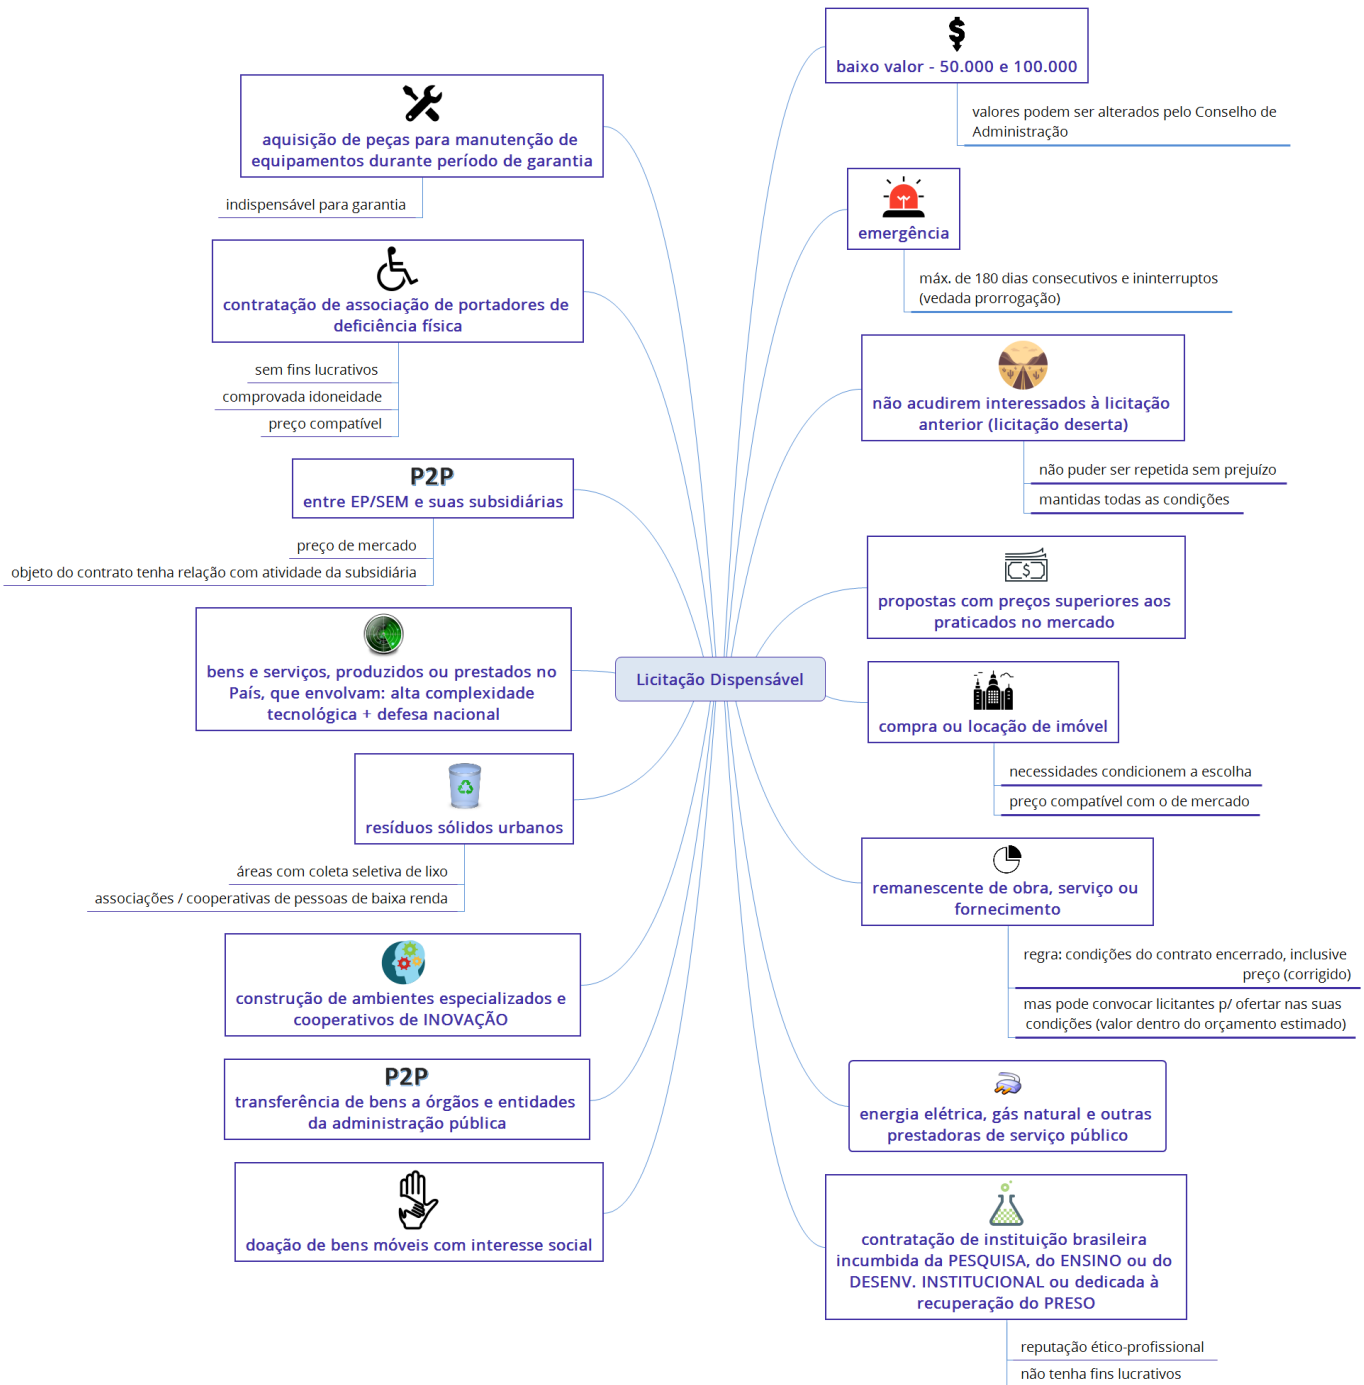 Licitação Dispensável
baixo valor - 50.000 e 100.000
valores podem ser alterados pelo Conselho de
Administração
emergência
máx. de 180 dias consecutivos e ininterruptos
(vedada prorrogação)
não acudirem interessados à licitação
anterior (licitação deserta)
não puder ser repetida sem prejuízo
mantidas todas as condições
propostas com preços superiores aos
praticados no mercado
compra ou locação de imóvel
necessidades condicionem a escolha
preço compatível com o de mercado
remanescente de obra, serviço ou
fornecimento
regra: condições do contrato encerrado, inclusive
preço (corrigido)
mas pode convocar licitantes p/ ofertar nas suas
condições (valor dentro do orçamento estimado)
energia elétrica, gás natural e outras
prestadoras de serviço público
contratação de instituição brasileira
incumbida da PESQUISA, do ENSINO ou do
DESENV. INSTITUCIONAL ou dedicada à
recuperação do PRESO
reputação ético-profissional
não tenha fins lucrativos
aquisição de peças para manutenção de
equipamentos durante período de garantia
indispensável para garantia
contratação de associação de portadores de
deficiência física
sem fins lucrativos
comprovada idoneidade
preço compatível
P2P
entre EP/SEM e suas subsidiárias
preço de mercado
objeto do contrato tenha relação com atividade da subsidiária
bens e serviços, produzidos ou prestados no
País, que envolvam: alta complexidade
tecnológica + defesa nacional
resíduos sólidos urbanos
áreas com coleta seletiva de lixo
associações / cooperativas de pessoas de baixa renda
construção de ambientes especializados e
cooperativos de INOVAÇÃO
P2P
transferência de bens a órgãos e entidades
da administração pública
doação de bens móveis com interesse social